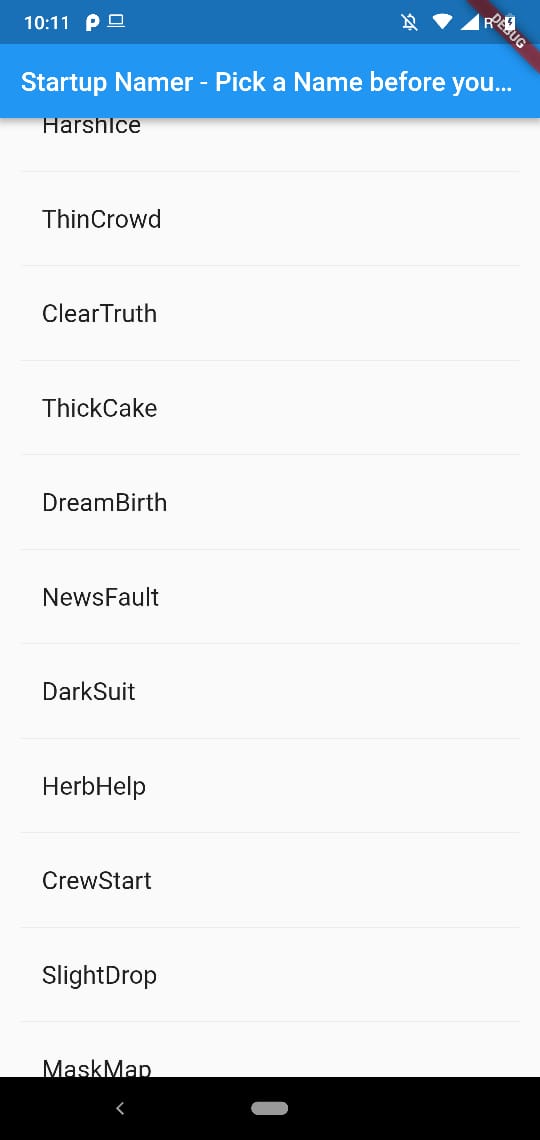 10:11
R
DEBUG
Startup Namer - Pick a Name before you...
HarshIce
ThinCrowd
ClearTruth
ThickCake
DreamBirth
NewsFault
DarkSuit
HerbHelp
CrewStart
SlightDrop
MaskMap